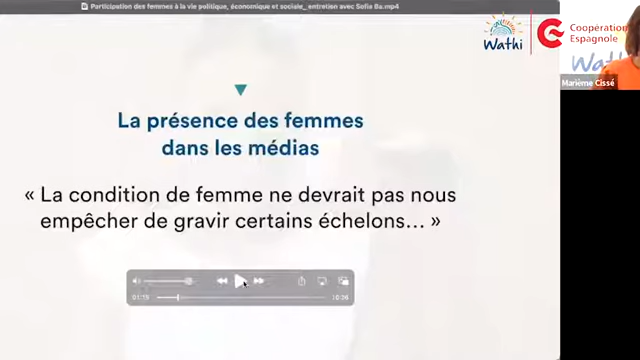 Participation des femmes à la vie politique, économique et sociale_entretien avec Sofia Ba.mp4
Wathi
Coopération
Espagnole
Wathi
Marième Cissé
La présence des femmes
dans les médias
« La condition de femme ne devrait pas nous
empêcher de gravir certains échelons... »
01:19
10:36